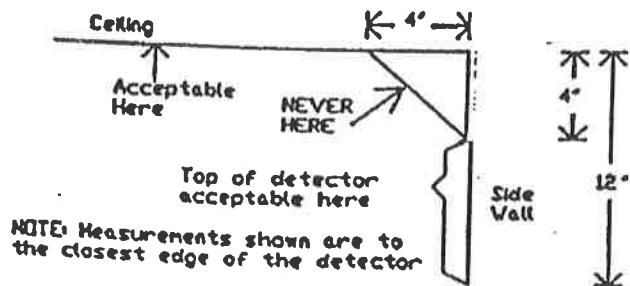 Ceiling
4"
Acceptable
Here
NEVER
HERE
4"
Top of detector
acceptable here
Side
Wall
12"
NOTE: Measurements shown are to
the closest edge of the detector